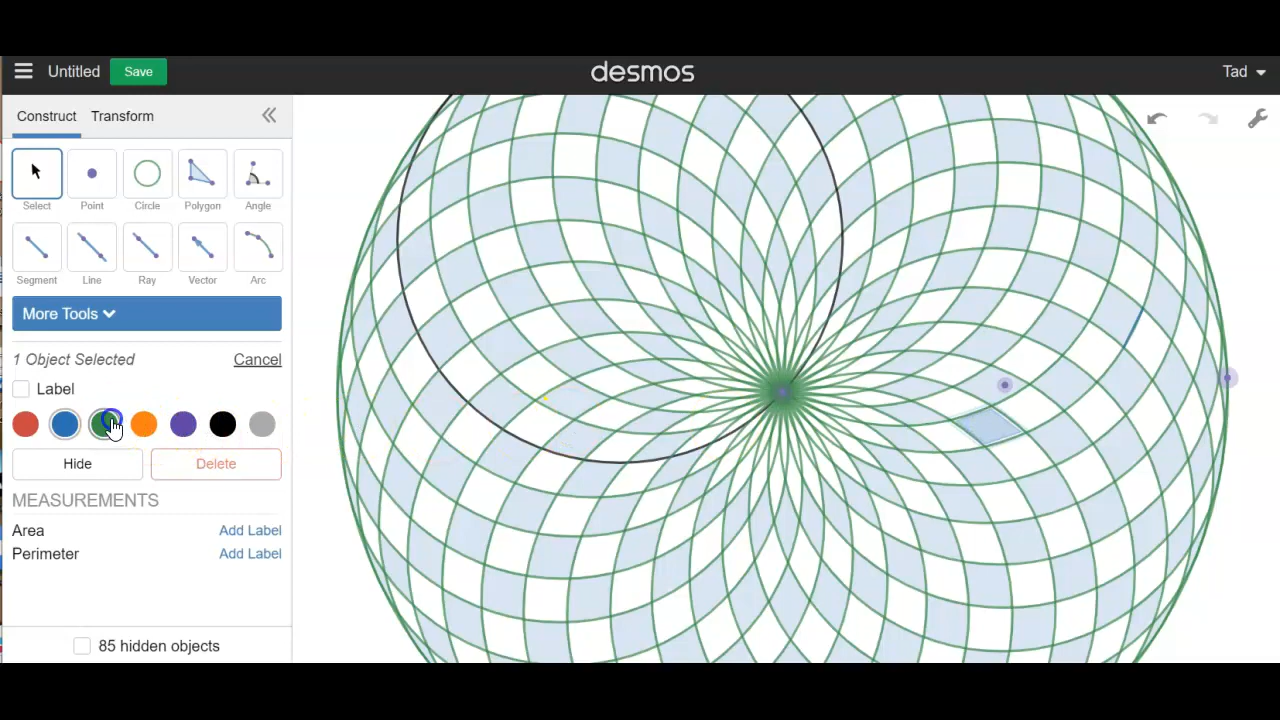 Untitled Save desmos Tad
Construct Transform
Select Point Circle Polygon Angle
Segment Line Ray Vector Arc
More Tools
1 Object Selected Cancel
Label
Hide Delete
MEASUREMENTS
Area Add Label
Perimeter Add Label
85 hidden objects